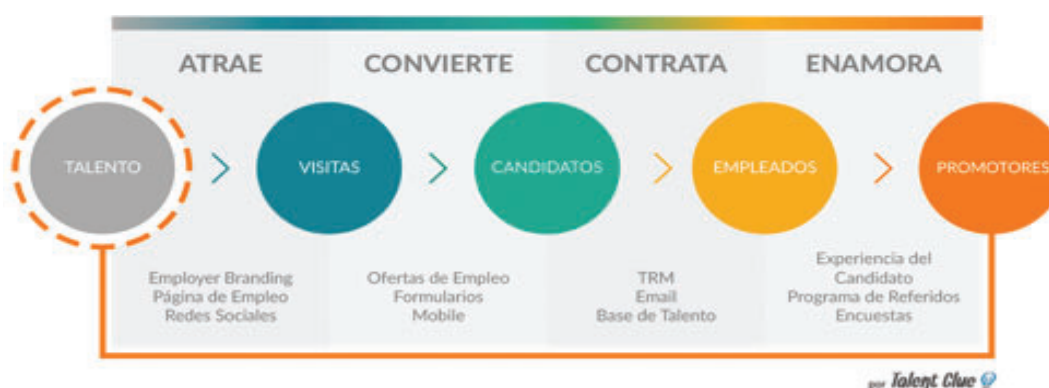 ATRAE
CONVIERTE
CONTRATA
ENAMORA
TALENTO
VISITAS
CANDIDATOS
EMPLEADOS
PROMOTORES
Employer Branding
Página de Empleo
Redes Sociales
Ofertas de Empleo
Formularios
Mobile
TRM
Email
Base de Talento
Experiencia del
Candidato
Programa de Referidos
Encuestas
por Talent Clue